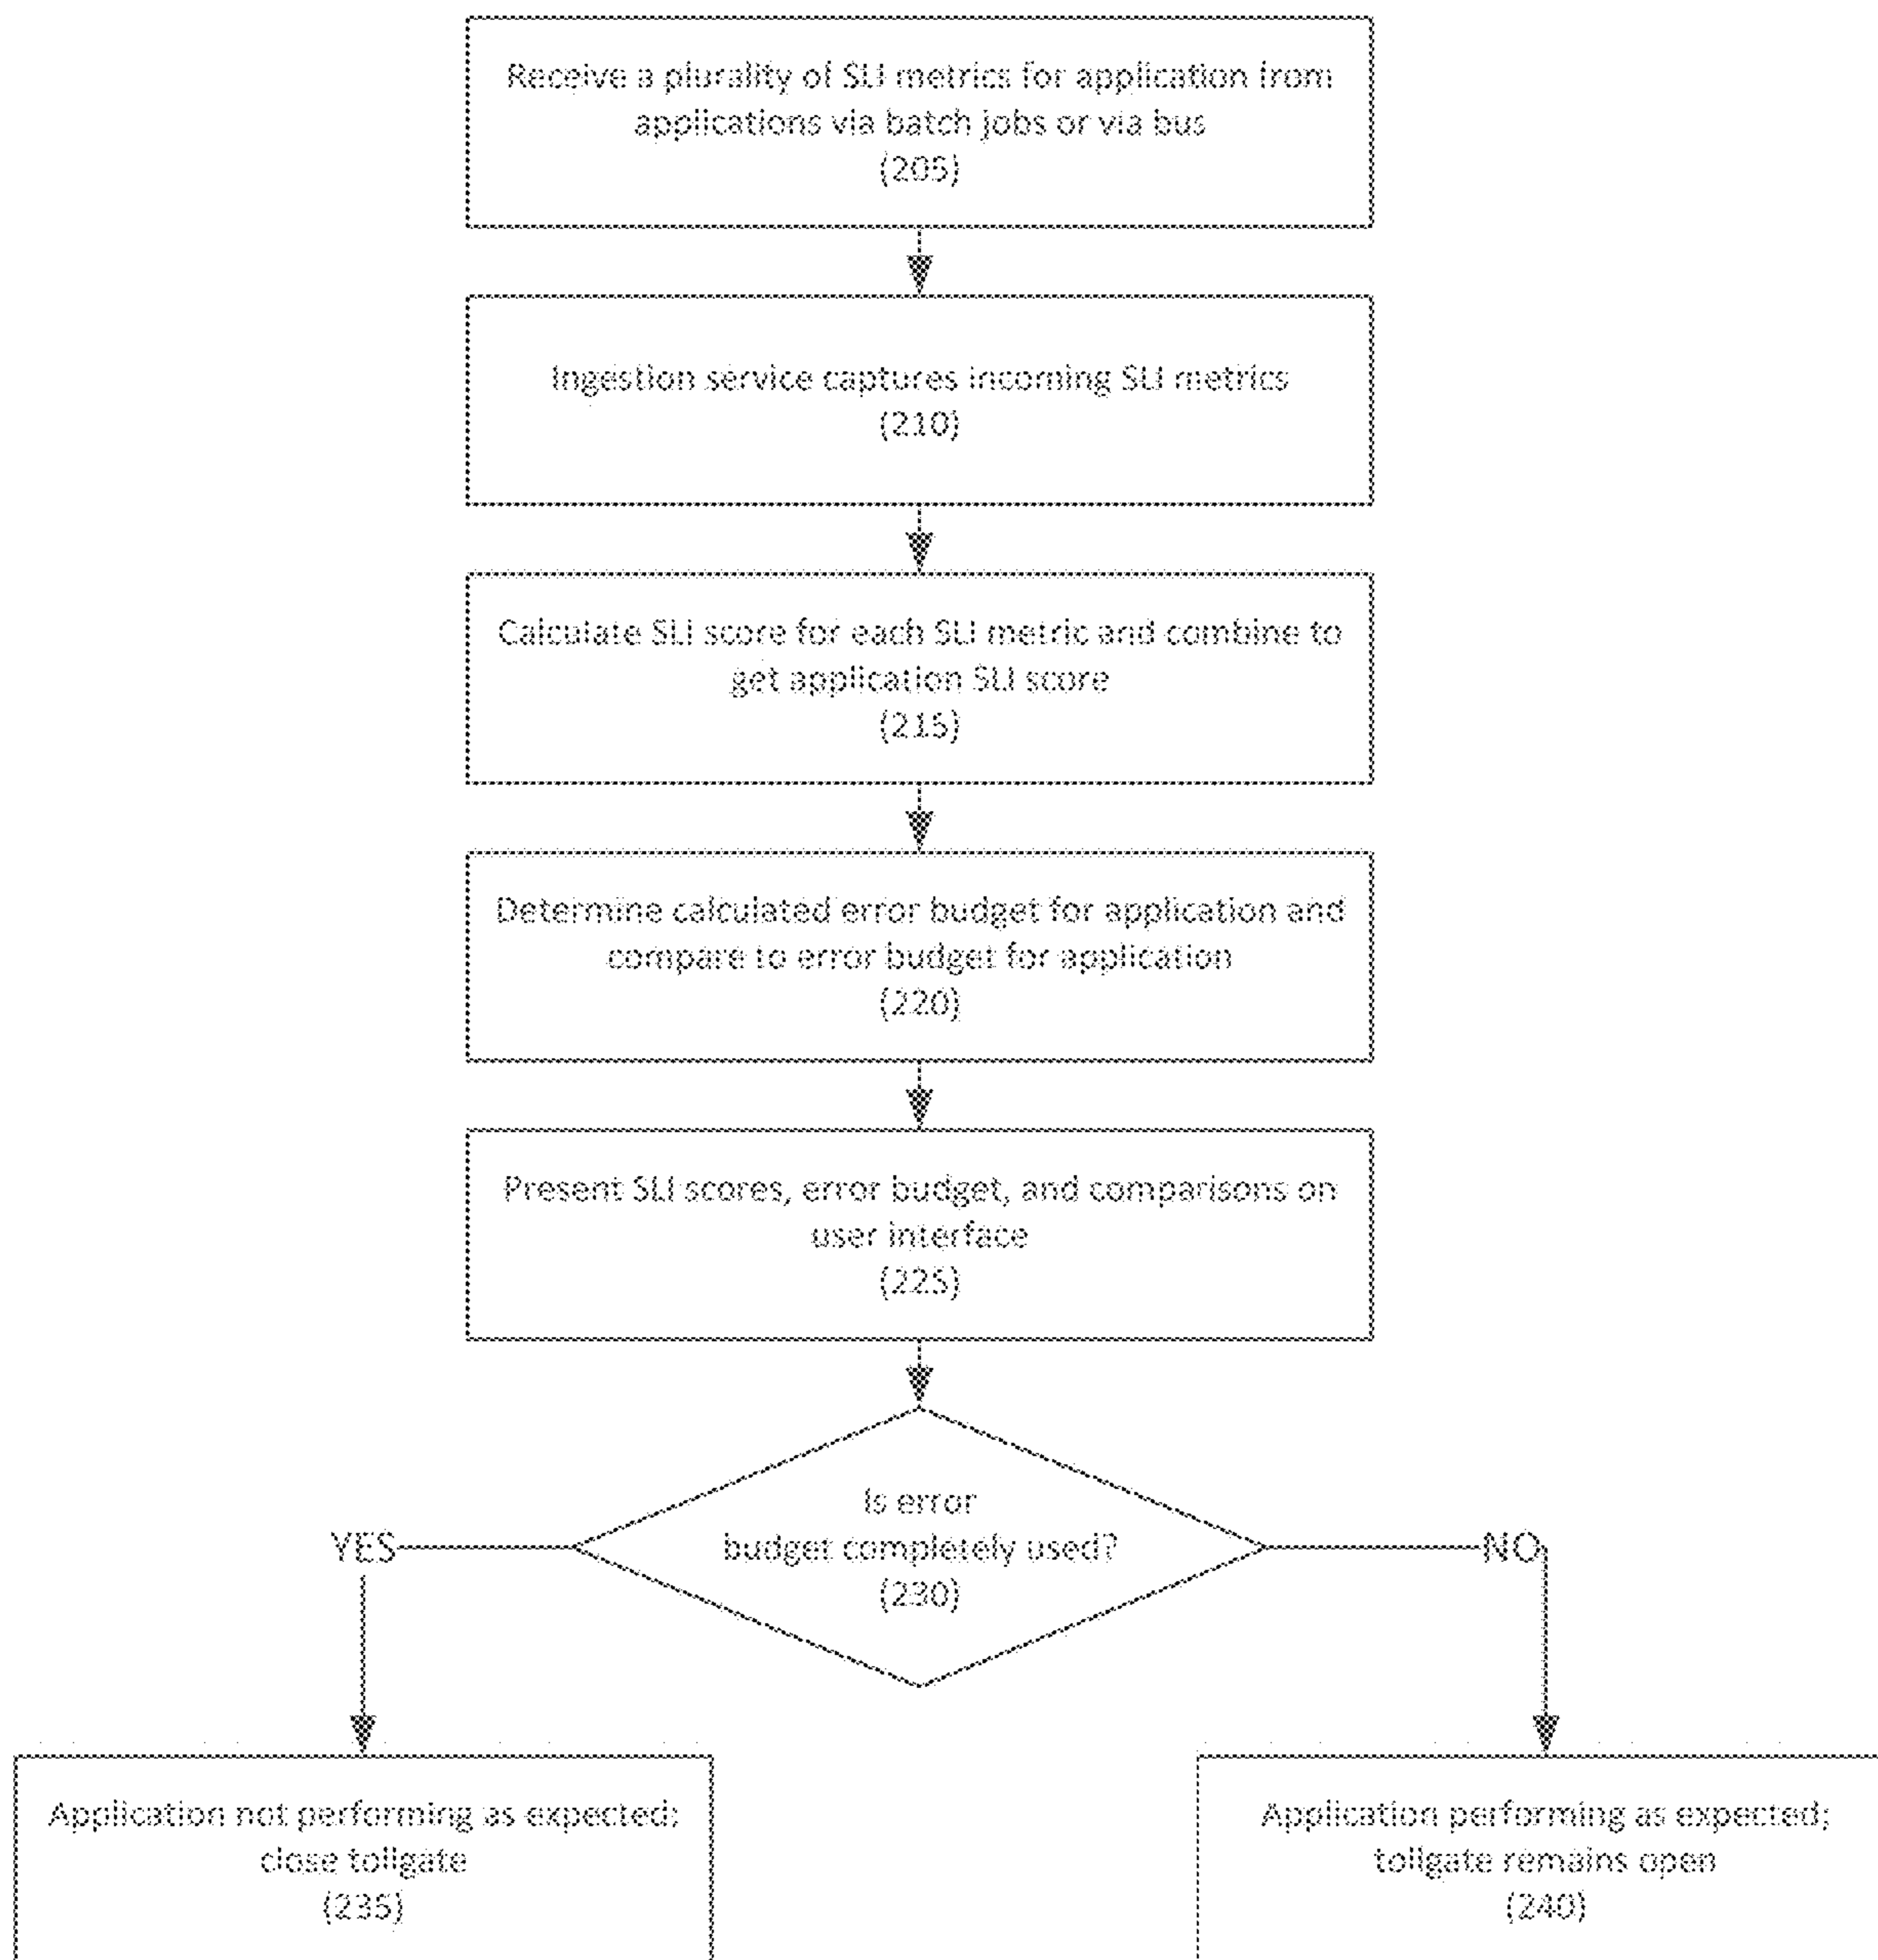 Receive a plurality of SLI metrics for application from
applications via batch jobs or via bus
(205)
Ingestion service captures incoming SLI metrics
(210)
Calculate SLI score for each SLI metric and combine to
get application SLI score
(215)
Determine calculated error budget for application and
compare to error budget for application
(220)
Present SLI scores, error budget, and comparisons on
user interface
(225)
Is error
budget completely used?
(230)
YES
NO
Application not performing as expected;
close tollgate
(235)
Application performing as expected;
tollgate remains open
(240)